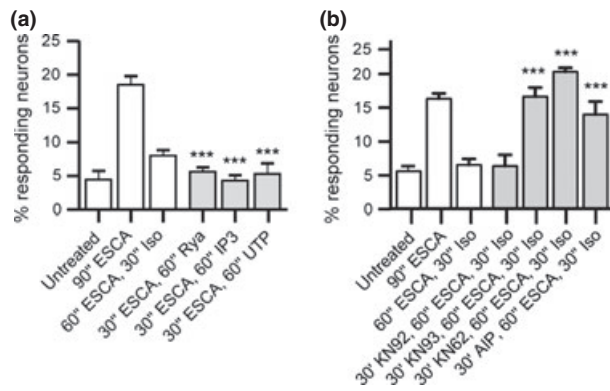 (a)
% responding neurons
25
20
15
10
5
0
***
***
***
Untreated
90" ESCA
60" ESCA, 30" Iso
30" ESCA, 60" Rya
30" ESCA, 60" IP3
30" ESCA, 60" UTP
(b)
% responding neurons
25
20
15
10
5
0
***
***
***
Untreated
90" ESCA
60" ESCA, 30" Iso
30' KN92, 60" ESCA, 30" Iso
30' KN93, 60" ESCA, 30" Iso
30' KN62, 60" ESCA, 30" Iso
30' AIP, 60" ESCA, 30" Iso